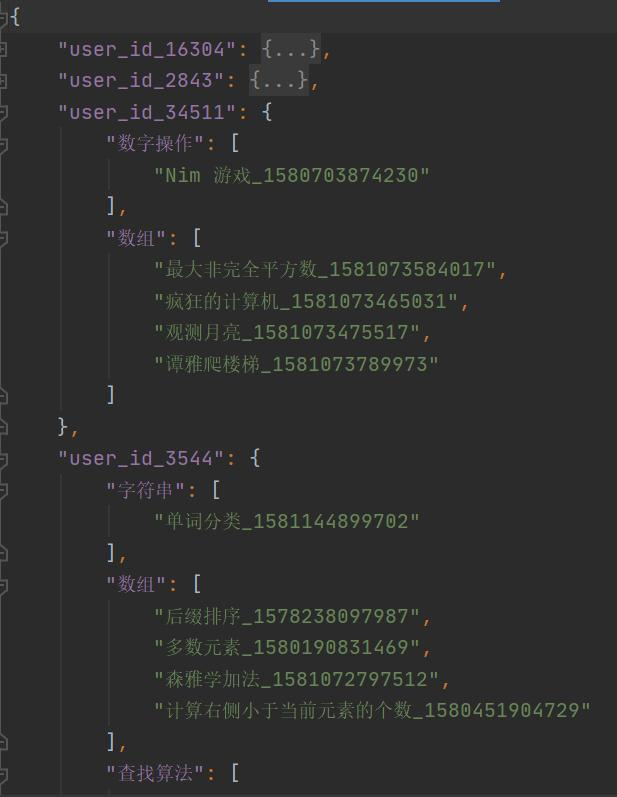 {
"user_id_16304": {...},
"user_id_2843": {...},
"user_id_34511": {
"数字操作": [
"Nim 游戏_1580703874230"
],
"数组": [
"最大非完全平方数_1581073584017",
"疯狂的计算机_1581073465031",
"观测月亮_1581073475517",
"谭雅爬楼梯_1581073789973"
]
},
"user_id_3544": {
"字符串": [
"单词分类_1581144899702"
],
"数组": [
"后缀排序_1578238097987",
"多数元素_1580190831469",
"森雅学加法_1581072797512",
"计算右侧小于当前元素的个数_1580451904729"
],
"查找算法": [